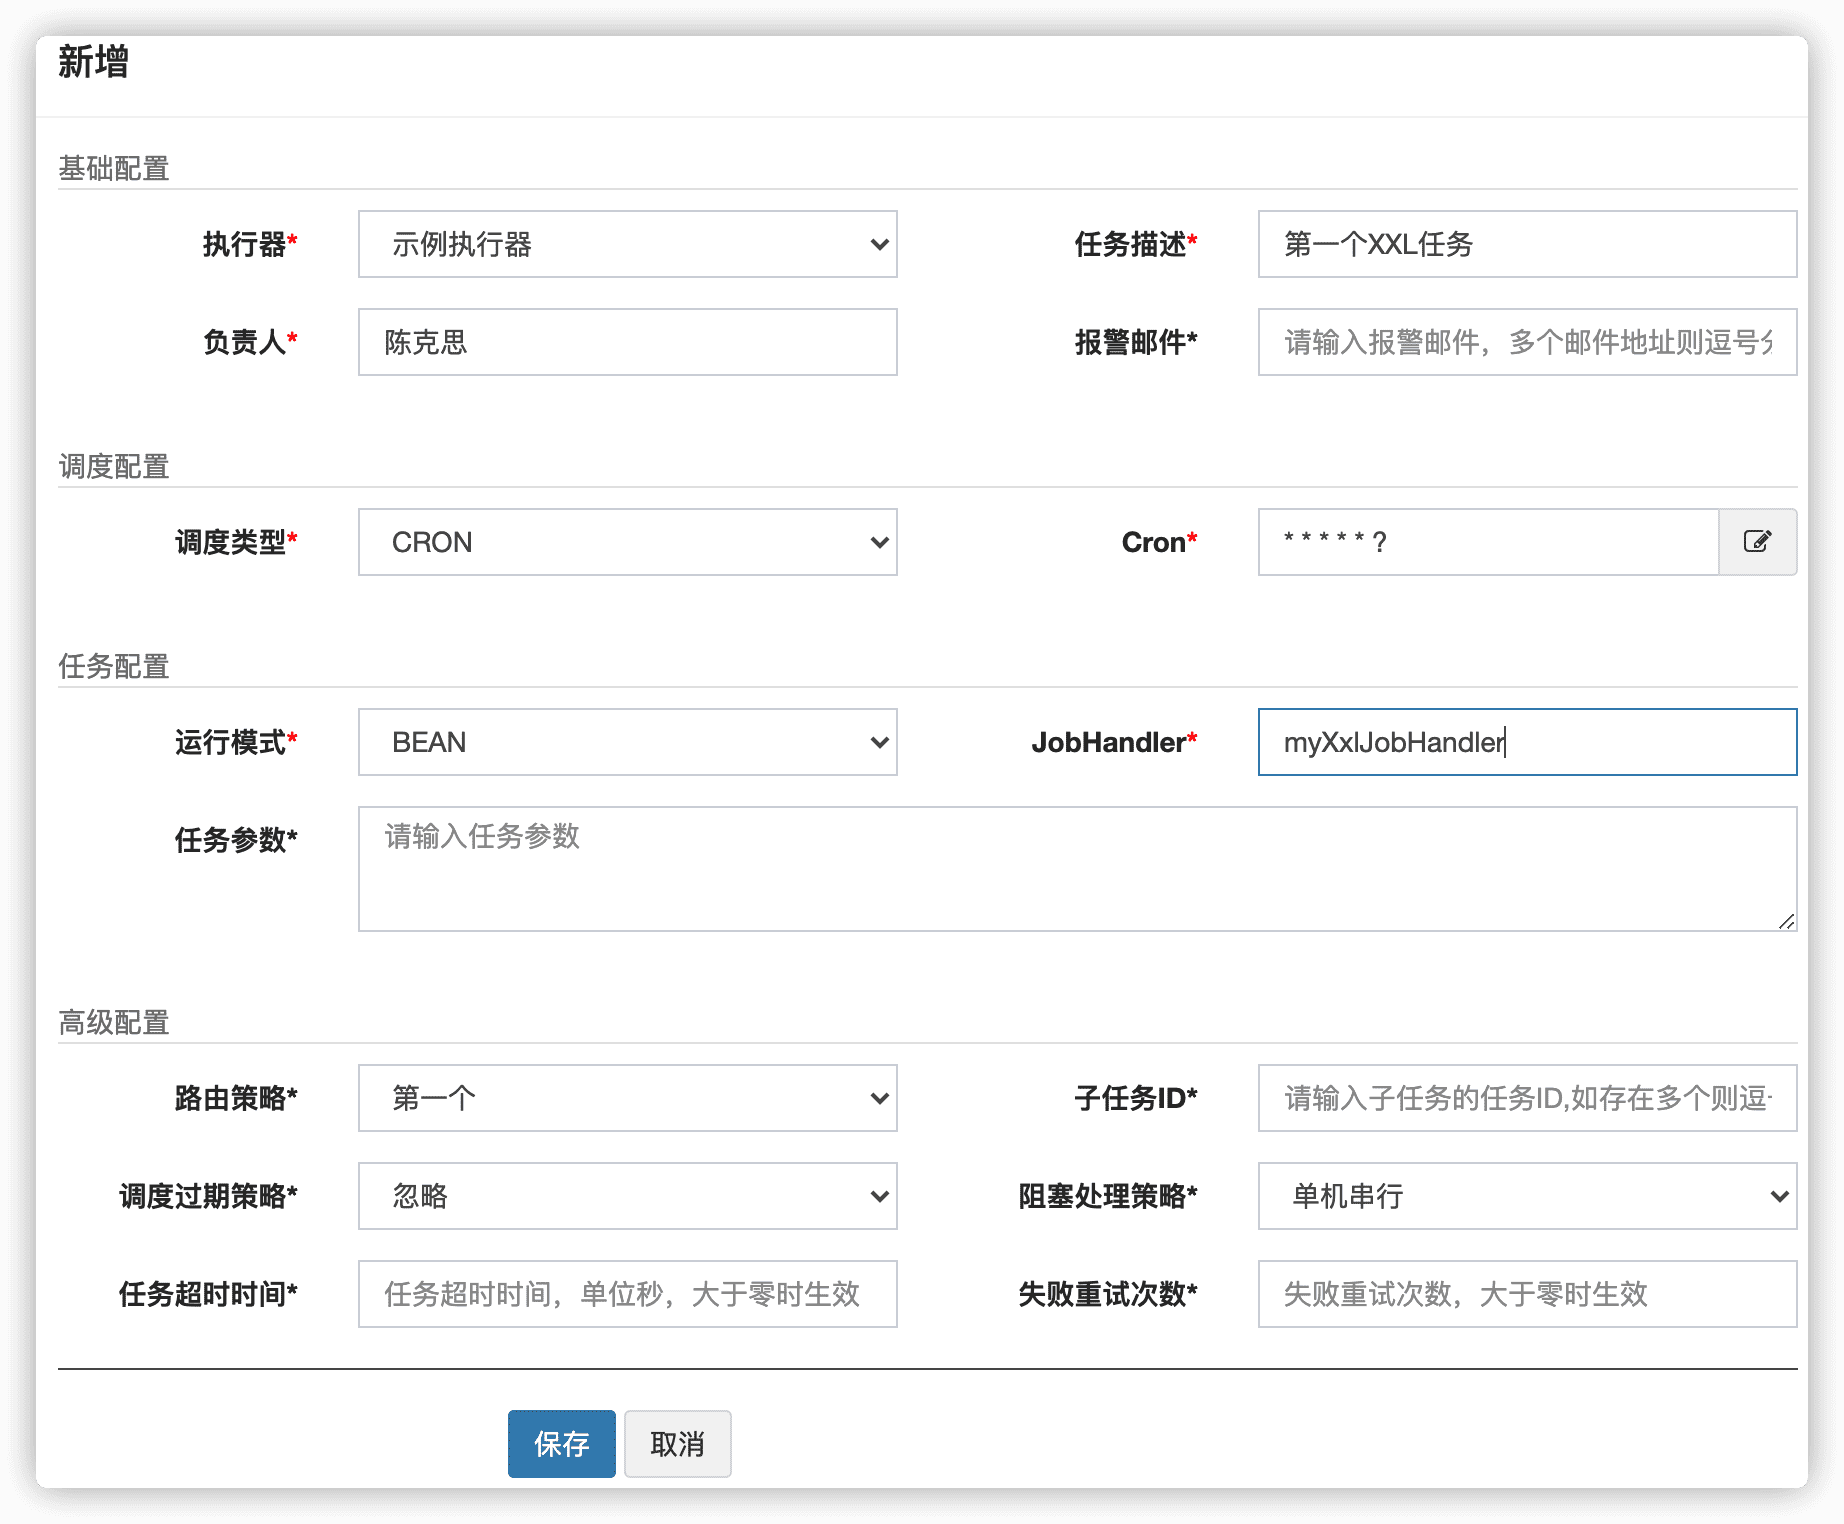 新增
基础配置
执行器* 示例执行器 任务描述* 第一个XXL任务
负责人* 陈克思 报警邮件* 请输入报警邮件，多个邮件地址则逗号
调度配置
调度类型* CRON Cron* * * * * * ?
任务配置
运行模式* BEAN JobHandler* myXxlJobHandler
任务参数* 请输入任务参数
高级配置
路由策略* 第一个 子任务ID* 请输入子任务的任务ID,如存在多个则逗
调度过期策略* 忽略 阻塞处理策略* 单机串行
任务超时时间* 任务超时时间，单位秒，大于零时生效 失败重试次数* 失败重试次数，大于零时生效
保存 取消